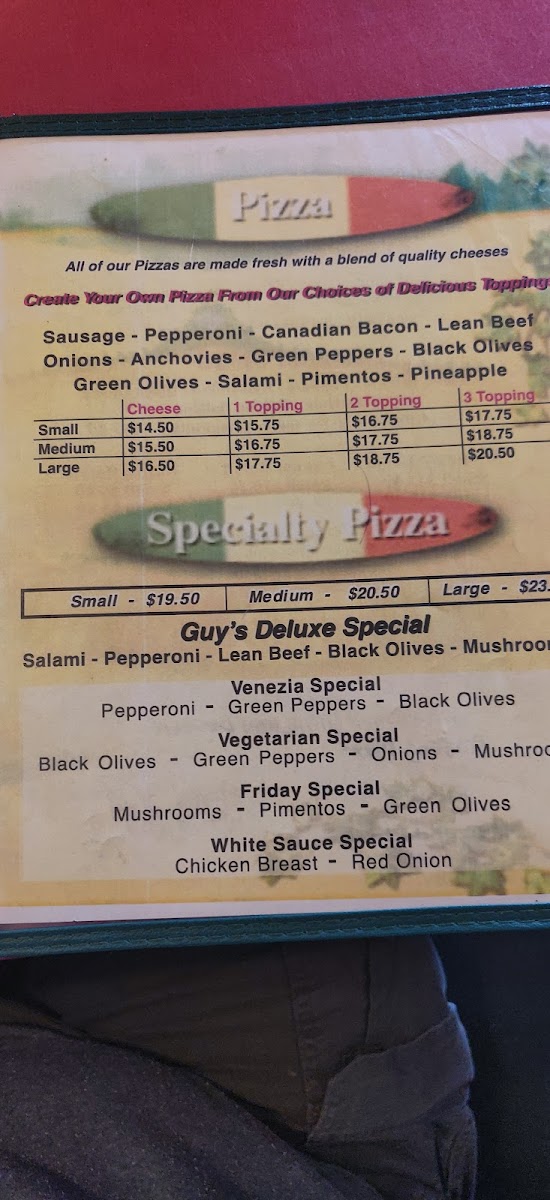 Pizza
All of our Pizzas are made fresh with a blend of quality cheeses
Create Your Own Pizza From Our Choices of Delicious Topping
Sausage - Pepperoni - Canadian Bacon - Lean Beef
Onions - Anchovies - Green Peppers - Black Olives
Green Olives - Salami - Pimentos - Pineapple
Cheese 1 Topping 2 Topping 3 Topping
Small $14.50 $15.75 $16.75 $17.75
Medium $15.50 $16.75 $17.75 $18.75
Large $16.50 $17.75 $18.75 $20.50
Specialty Pizza
Small - $19.50 Medium - $20.50 Large - $23.
Guy's Deluxe Special
Salami - Pepperoni - Lean Beef - Black Olives - Mushroo
Venezia Special
Pepperoni - Green Peppers - Black Olives
Vegetarian Special
Black Olives - Green Peppers - Onions - Mushroo
Friday Special
Mushrooms - Pimentos - Green Olives
White Sauce Special
Chicken Breast - Red Onion